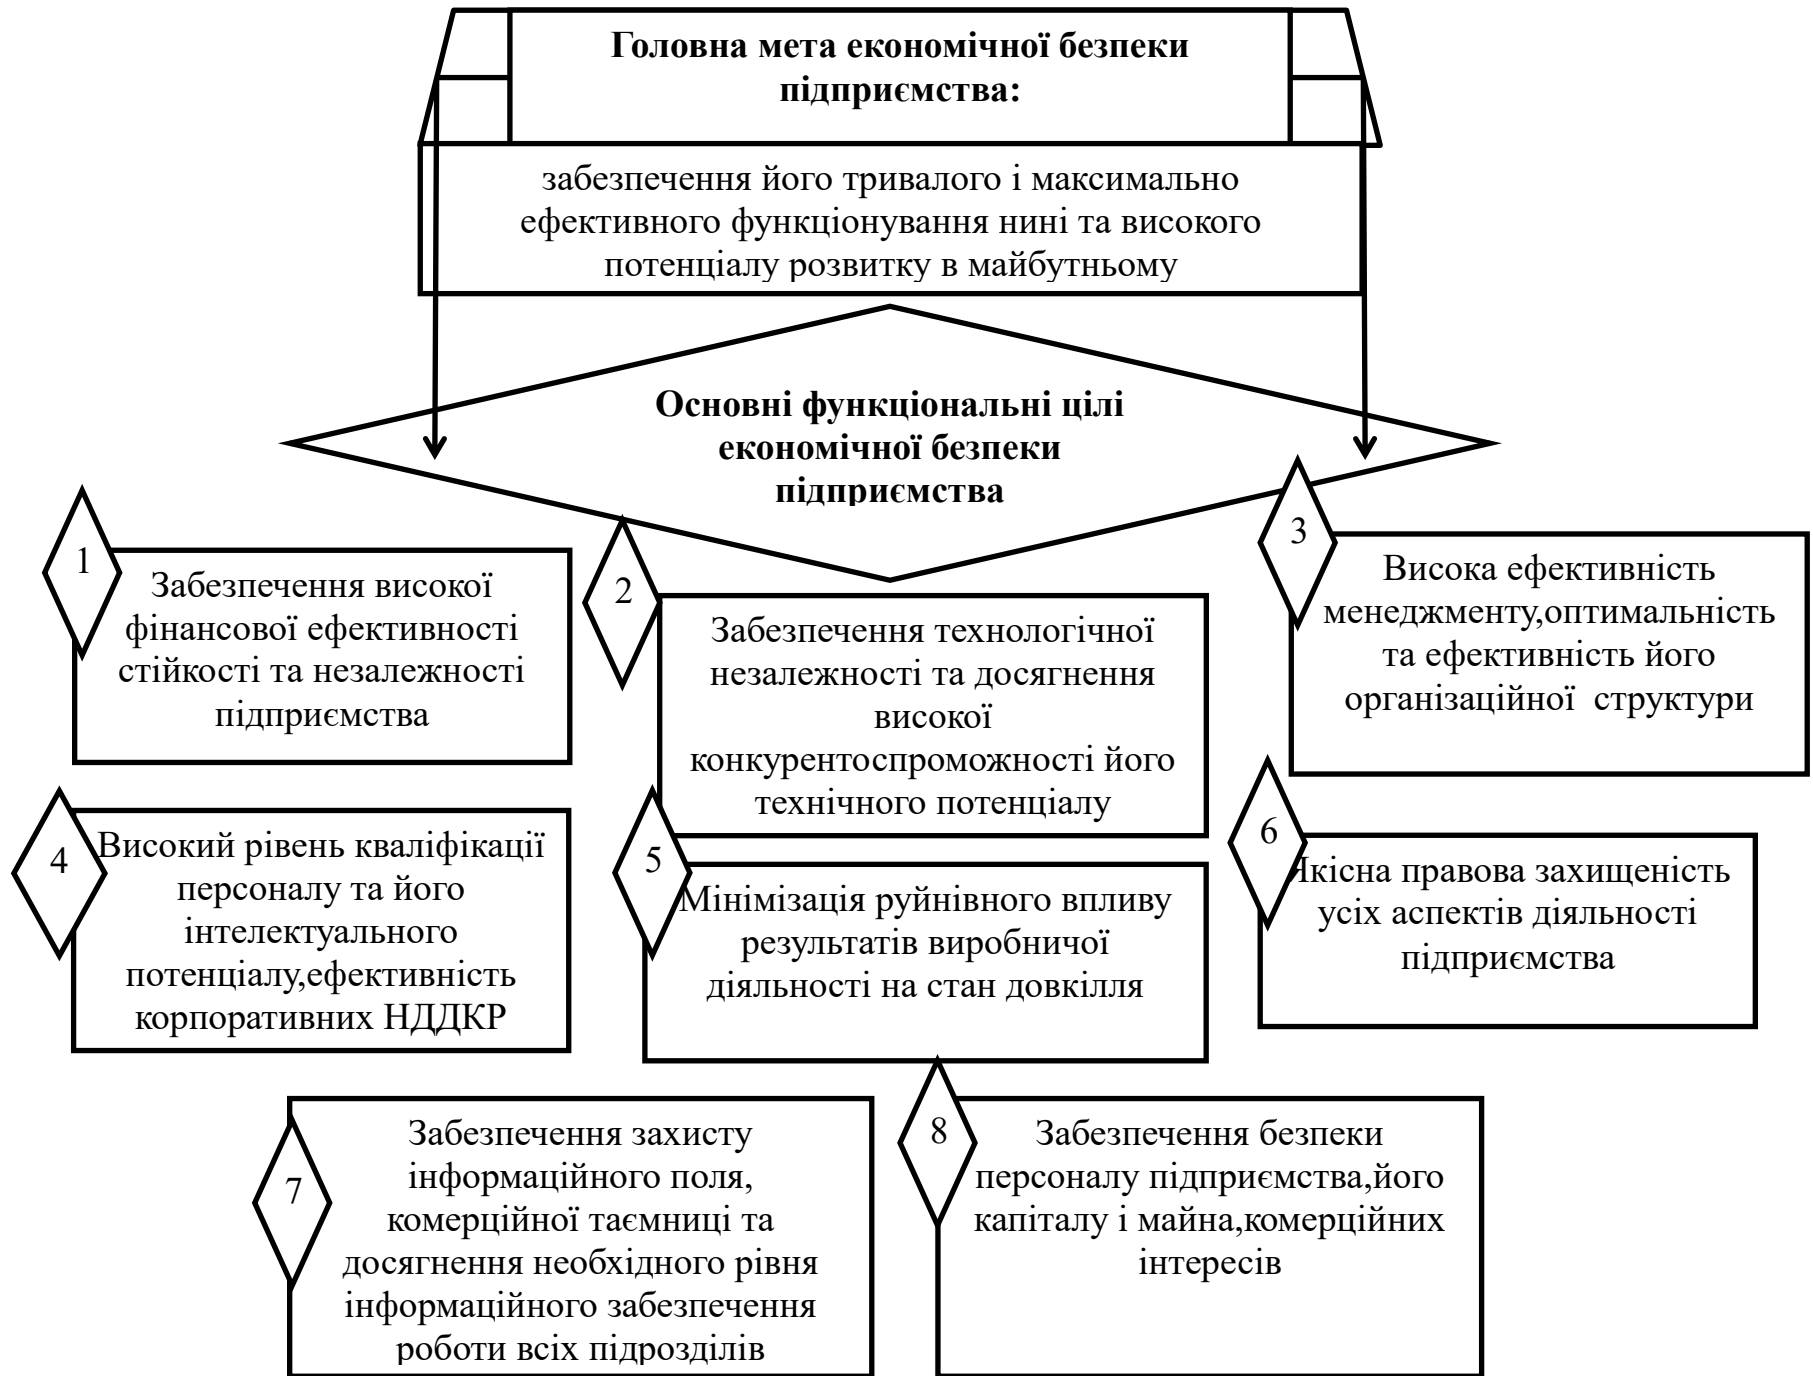 Головна мета економічної безпеки
підприємства:
забезпечення його тривалого і максимально
ефективного функціонування нині та високого
потенціалу розвитку в майбутньому
Основні функціональні цілі
економічної безпеки
підприємства
1
Забезпечення високої
фінансової ефективності
стійкості та незалежності
підприємства
2
Забезпечення технологічної
незалежності та досягнення
високої
конкурентоспроможності його
технічного потенціалу
3
Висока ефективність
менеджменту,оптимальність
та ефективність його
організаційної структури
4
Високий рівень кваліфікації
персоналу та його
інтелектуального
потенціалу,ефективність
корпоративних НДДКР
5
Мінімізація руйнівного впливу
результатів виробничої
діяльності на стан довкілля
6
Якісна правова захищеність
усіх аспектів діяльності
підприємства
7
Забезпечення захисту
інформаційного поля,
комерційної таємниці та
досягнення необхідного рівня
інформаційного забезпечення
роботи всіх підрозділів
8
Забезпечення безпеки
персоналу підприємства,його
капіталу і майна,комерційних
інтересів